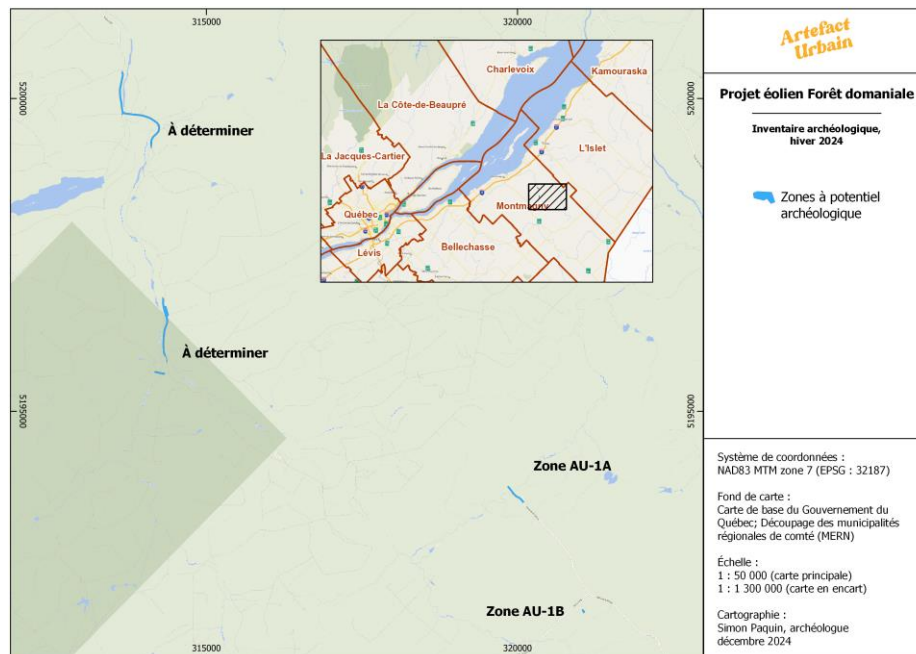 315000
320000
5200000
5200000
À déterminer
À déterminer
5195000
5195000
Zone AU-1A
Zone AU-1B
315000
320000
Charlevoix
Kamouraska
La Côte-de-Beaupré
L'Islet
La Jacques-Cartier
Québec
Montmagny
Lévis
Bellechasse
Artefact
Urbain
Projet éolien Forêt domaniale
Inventaire archéologique,
hiver 2024
Zones à potentiel
archéologique
Système de coordonnées :
NAD83 MTM zone 7 (EPSG : 32187)
Fond de carte :
Carte de base du Gouvernement du
Québec; Découpage des municipalités
régionales de comté (MERN)
Échelle :
1 : 50 000 (carte principale)
1 : 1 300 000 (carte en encart)
Cartographie :
Simon Paquin, archéologue
décembre 2024